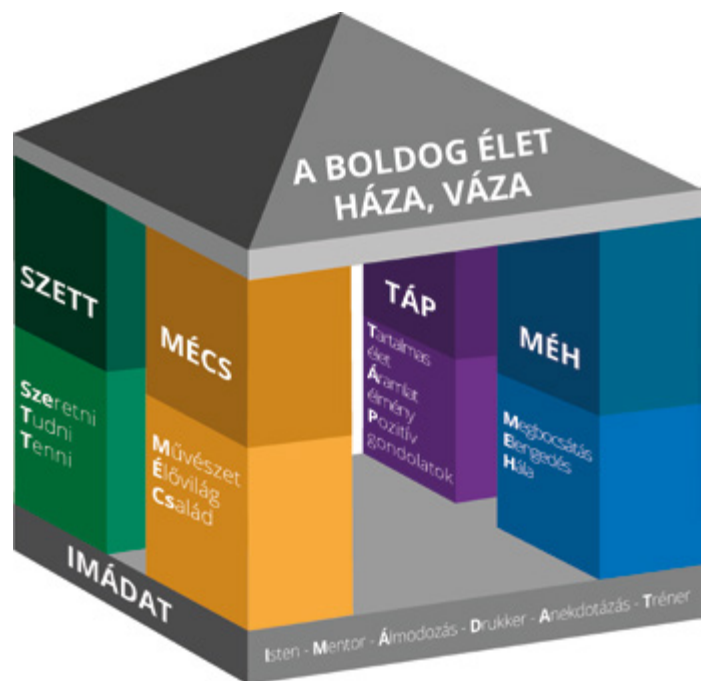 A BOLDOG ÉLET
HÁZA, VÁZA
SZETT
Szeretni
Tudni
Tenni
MÉCS
Művészet
Élővilág
Család
TÁP
Tartalmas
élet
Áramlat
élmény
Pozitív
gondolatok
MÉH
Megbocsátás
Elengedés
Hála
IMÁDAT
Isten - Mentor - Álmodozás - Drukker - Anekdotázás - Tréner